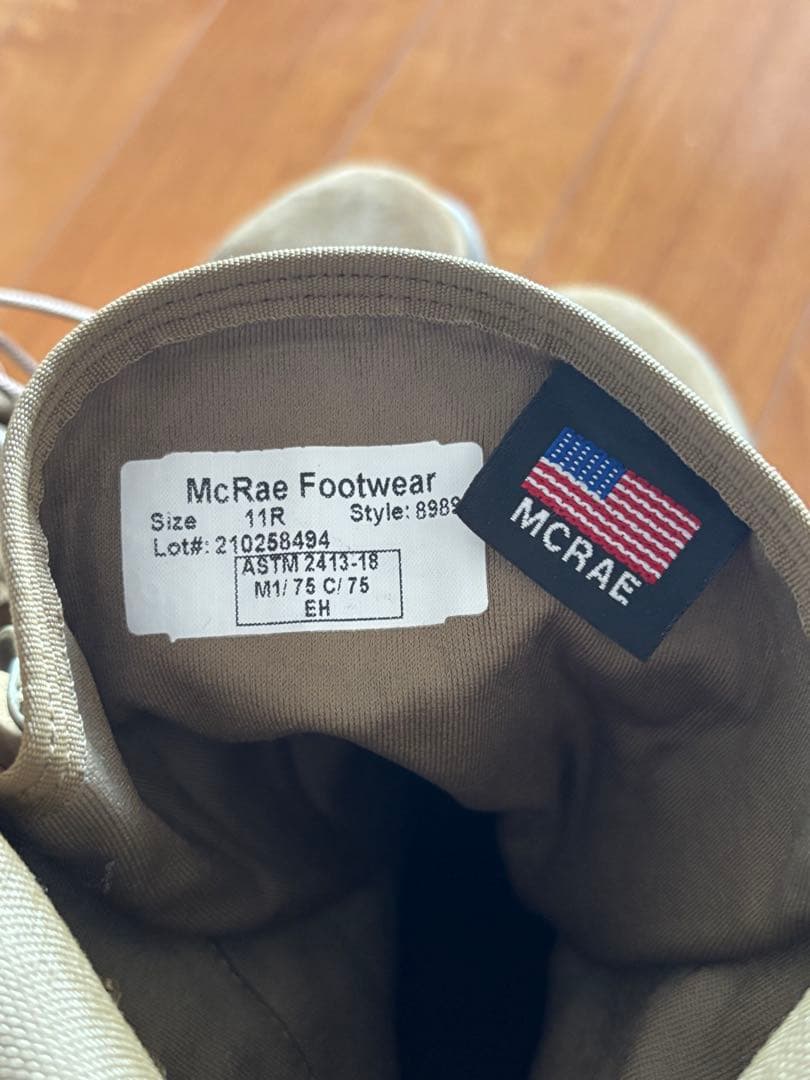 McRae Footwear
Size 11R Style: 8989
Lot#: 210258494
ASTM 2413-18
M1/ 75 C/ 75
EH
MCRAE